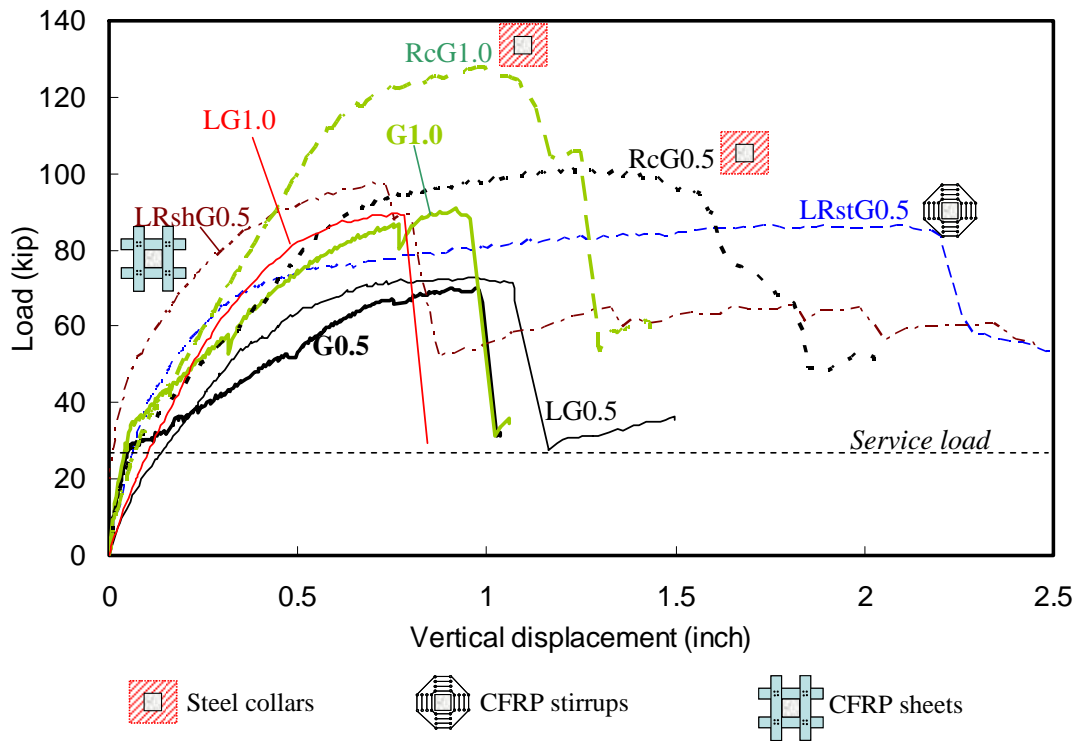 140
120
100
80
60
40
20
0
Load (kip)
RcG1.0
LG1.0
G1.0
RcG0.5
LRshG0.5
LRstG0.5
G0.5
LG0.5
Service load
0 0.5 1 1.5 2 2.5
Vertical displacement (inch)
Steel collars CFRP stirrups CFRP sheets